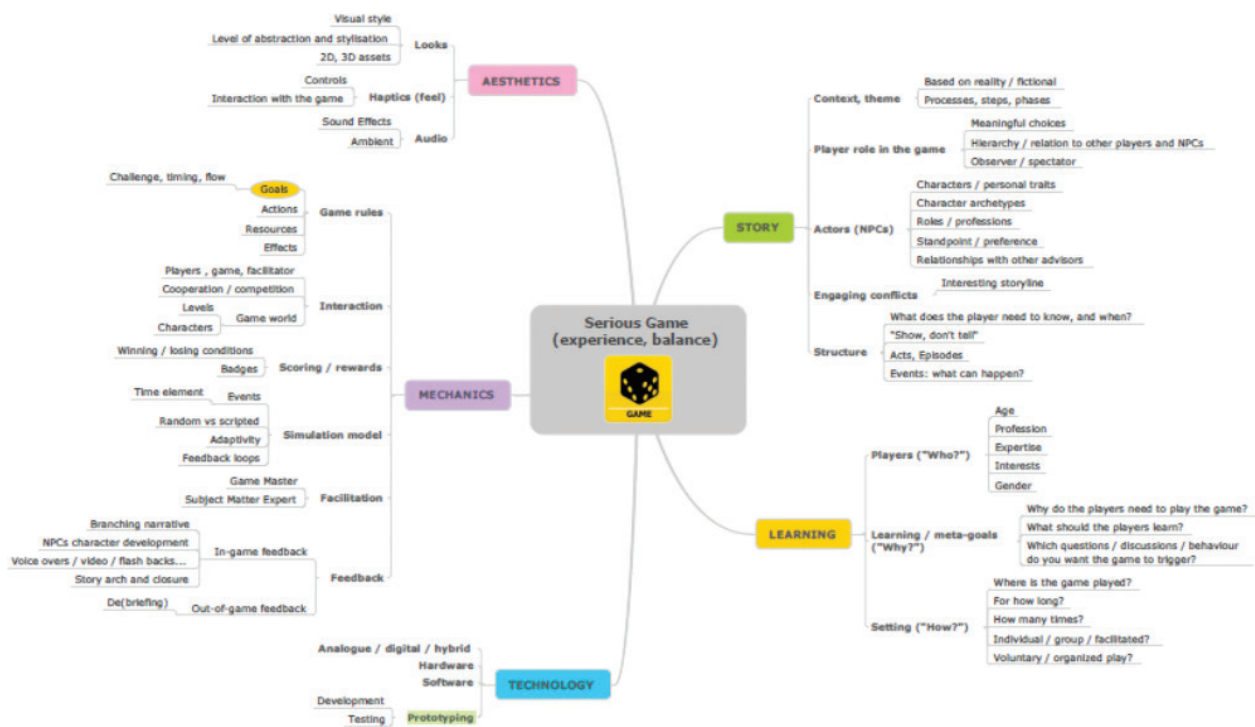 Visual style
Level of abstraction and stylisation
2D, 3D assets
Looks
Controls
Interaction with the game
Haptics (feel)
Sound Effects
Ambient
Audio
AESTHETICS
Challenge, timing, flow
Goals
Actions
Resources
Effects
Game rules
Players , game, facilitator
Cooperation / competition
Levels
Characters
Game world
Interaction
Winning / losing conditions
Badges
Scoring / rewards
Time element
Events
Random vs scripted
Adaptivity
Feedback loops
Simulation model
Game Master
Subject Matter Expert
Facilitation
Branching narrative
NPCs character development
Voice overs / video / flash backs...
Story arch and closure
In-game feedback
De(briefing)
Out-of-game feedback
Feedback
MECHANICS
Analogue / digital / hybrid
Hardware
Software
Development
Testing
Prototyping
TECHNOLOGY
Serious Game
(experience, balance)
GAME
STORY
Context, theme
Based on reality / fictional
Processes, steps, phases
Player role in the game
Meaningful choices
Hierarchy / relation to other players and NPCs
Observer / spectator
Actors (NPCs)
Characters / personal traits
Character archetypes
Roles / professions
Standpoint / preference
Relationships with other advisors
Engaging conflicts
Interesting storyline
Structure
What does the player need to know, and when?
"Show, don't tell"
Acts, Episodes
Events: what can happen?
LEARNING
Players ("Who?")
Age
Profession
Expertise
Interests
Gender
Learning / meta-goals
("Why?")
Why do the players need to play the game?
What should the players learn?
Which questions / discussions / behaviour
do you want the game to trigger?
Setting ("How?")
Where is the game played?
For how long?
How many times?
Individual / group / facilitated?
Voluntary / organized play?